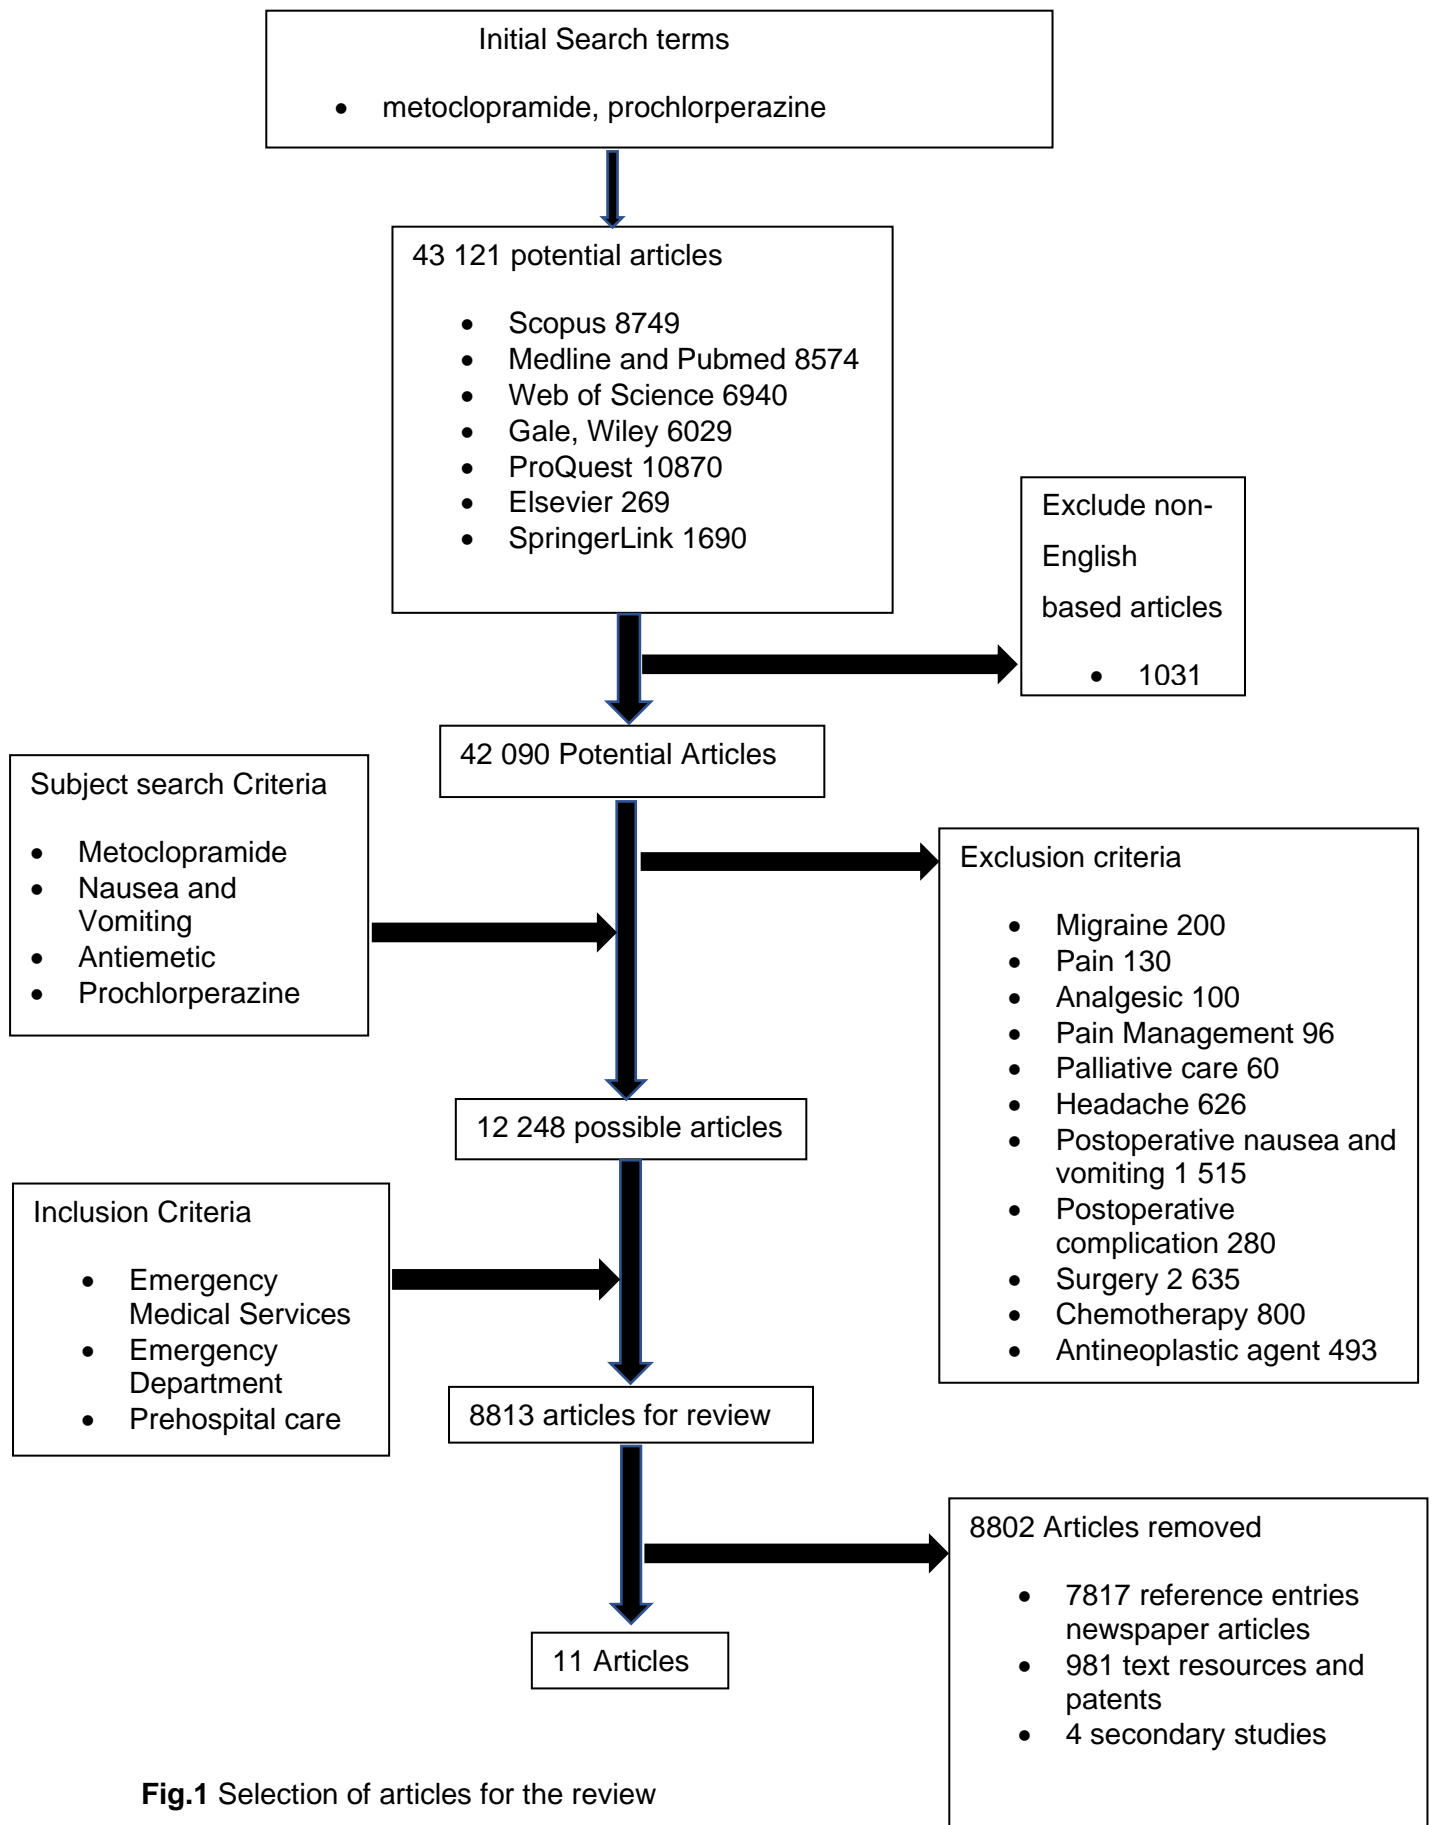 Initial Search terms
• metoclopramide, prochlorperazine
43 121 potential articles
• Scopus 8749
• Medline and Pubmed 8574
• Web of Science 6940
• Gale, Wiley 6029
• ProQuest 10870
• Elsevier 269
• SpringerLink 1690
Exclude non-
English
based articles
• 1031
42 090 Potential Articles
Subject search Criteria
• Metoclopramide
• Nausea and
Vomiting
• Antiemetic
• Prochlorperazine
Exclusion criteria
• Migraine 200
• Pain 130
• Analgesic 100
• Pain Management 96
• Palliative care 60
• Headache 626
• Postoperative nausea and
vomiting 1 515
• Postoperative
complication 280
• Surgery 2 635
• Chemotherapy 800
• Antineoplastic agent 493
12 248 possible articles
Inclusion Criteria
• Emergency
Medical Services
• Emergency
Department
• Prehospital care
8813 articles for review
8802 Articles removed
• 7817 reference entries
newspaper articles
• 981 text resources and
patents
• 4 secondary studies
11 Articles
Fig.1 Selection of articles for the review